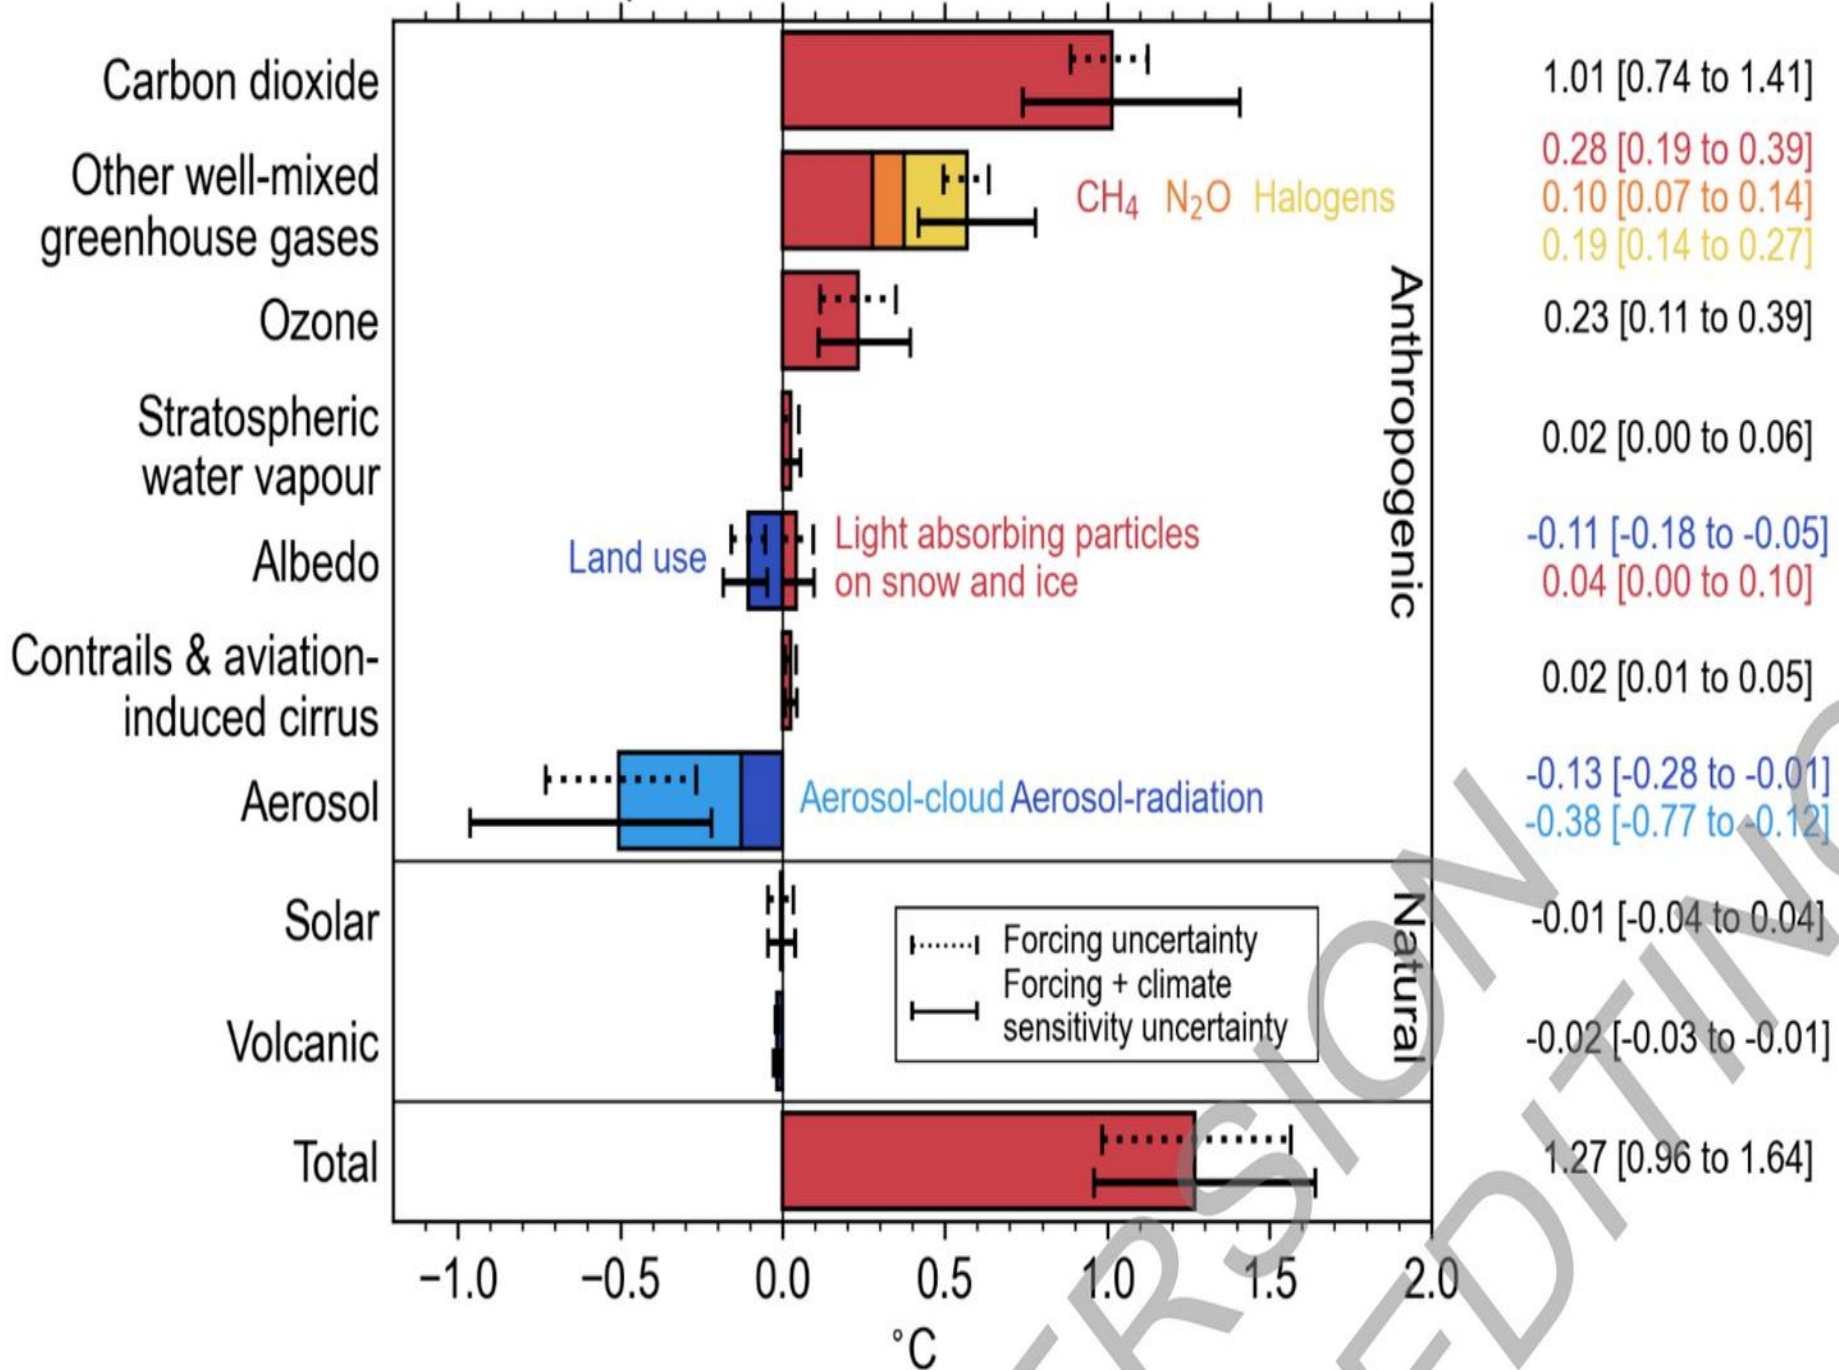 Carbon dioxide
1.01 [0.74 to 1.41]
Other well-mixed
greenhouse gases
CH₄ N₂O Halogens
0.28 [0.19 to 0.39]
0.10 [0.07 to 0.14]
0.19 [0.14 to 0.27]
Ozone
0.23 [0.11 to 0.39]
Stratospheric
water vapour
0.02 [0.00 to 0.06]
Albedo
Land use
Light absorbing particles
on snow and ice
-0.11 [-0.18 to -0.05]
0.04 [0.00 to 0.10]
Contrails & aviation-
induced cirrus
0.02 [0.01 to 0.05]
Aerosol
Aerosol-cloud Aerosol-radiation
-0.13 [-0.28 to -0.01]
-0.38 [-0.77 to -0.12]
Anthropogenic
Solar
-0.01 [-0.04 to 0.04]
Volcanic
-0.02 [-0.03 to -0.01]
Forcing uncertainty
Forcing + climate
sensitivity uncertainty
Natural
Total
1.27 [0.96 to 1.64]
−1.0 −0.5 0.0 0.5 1.0 1.5 2.0
°C
ERSION
EDITING